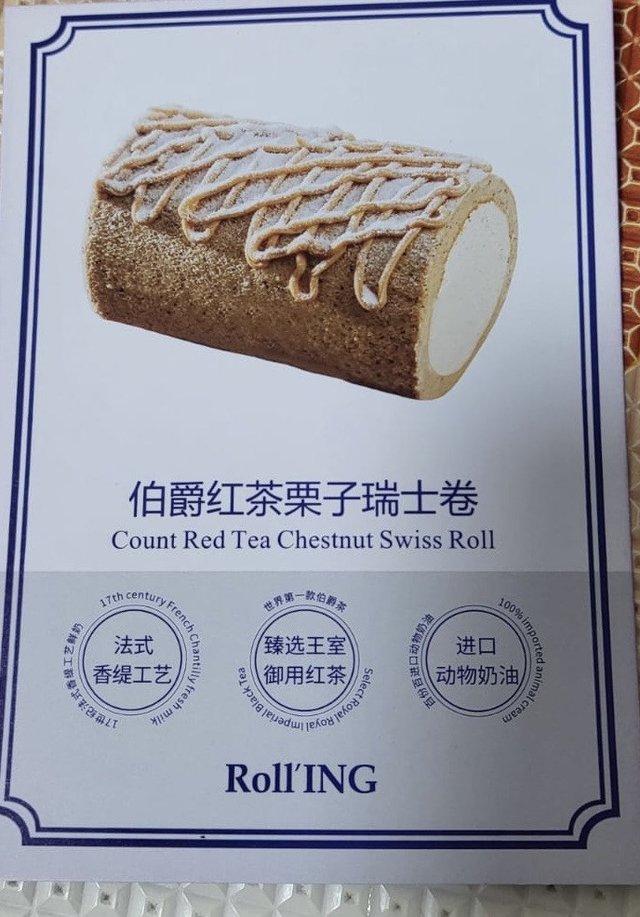 伯爵红茶栗子瑞士卷
Count Red Tea Chestnut Swiss Roll
17th century French Chantilly fresh milk
法式
香缇工艺
17世纪法式香缇工艺鲜奶
世界第一款伯爵茶
臻选王室
御用红茶
Select Royal Royal Imperial Black Tea
100% imported animal cream
进口
动物奶油
百分百进口动物奶油
Roll'ING